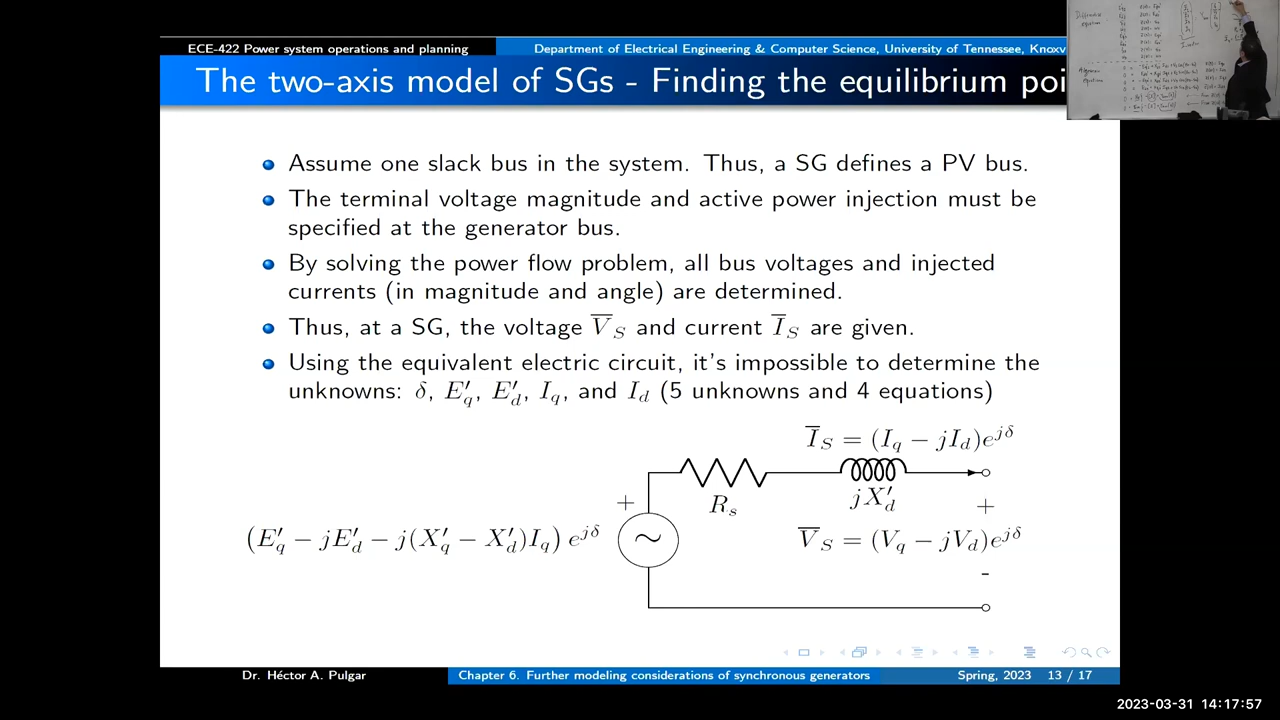 ECE-422 Power system operations and planning
Department of Electrical Engineering & Computer Science, University of Tennessee, Knoxv
The two-axis model of SGs - Finding the equilibrium poi
Assume one slack bus in the system. Thus, a SG defines a PV bus.
The terminal voltage magnitude and active power injection must be
specified at the generator bus.
By solving the power flow problem, all bus voltages and injected
currents (in magnitude and angle) are determined.
Thus, at a SG, the voltage V̅_S and current I̅_S are given.
Using the equivalent electric circuit, it's impossible to determine the
unknowns: δ, E′_q, E′_d, I_q, and I_d (5 unknowns and 4 equations)
I̅_S = (I_q − jI_d)e^{jδ}
+
R_s
jX′_d
+
(E′_q − jE′_d − j(X′_q − X′_d)I_q) e^{jδ}
∼
V̅_S = (V_q − jV_d)e^{jδ}
-
Dr. Héctor A. Pulgar
Chapter 6. Further modeling considerations of synchronous generators
Spring, 2023
13 / 17
2023-03-31 14:17:57